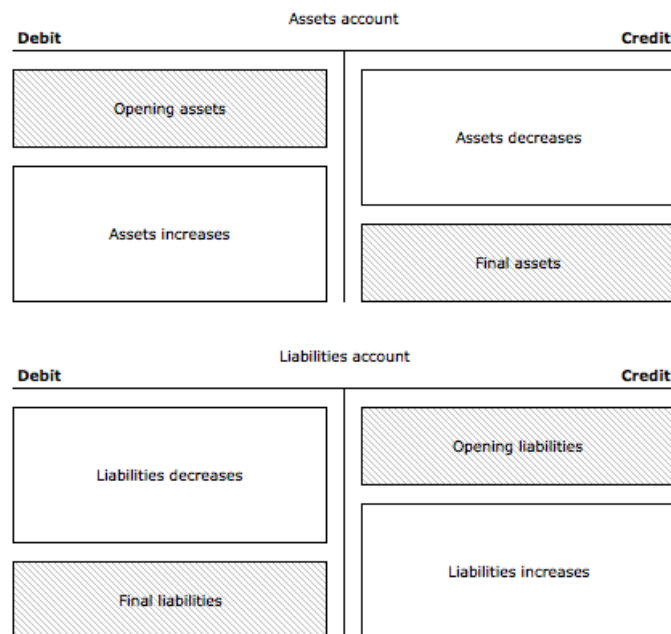 Assets account
Debit Credit
Opening assets
Assets decreases
Assets increases
Final assets
Liabilities account
Debit Credit
Liabilities decreases
Opening liabilities
Final liabilities
Liabilities increases